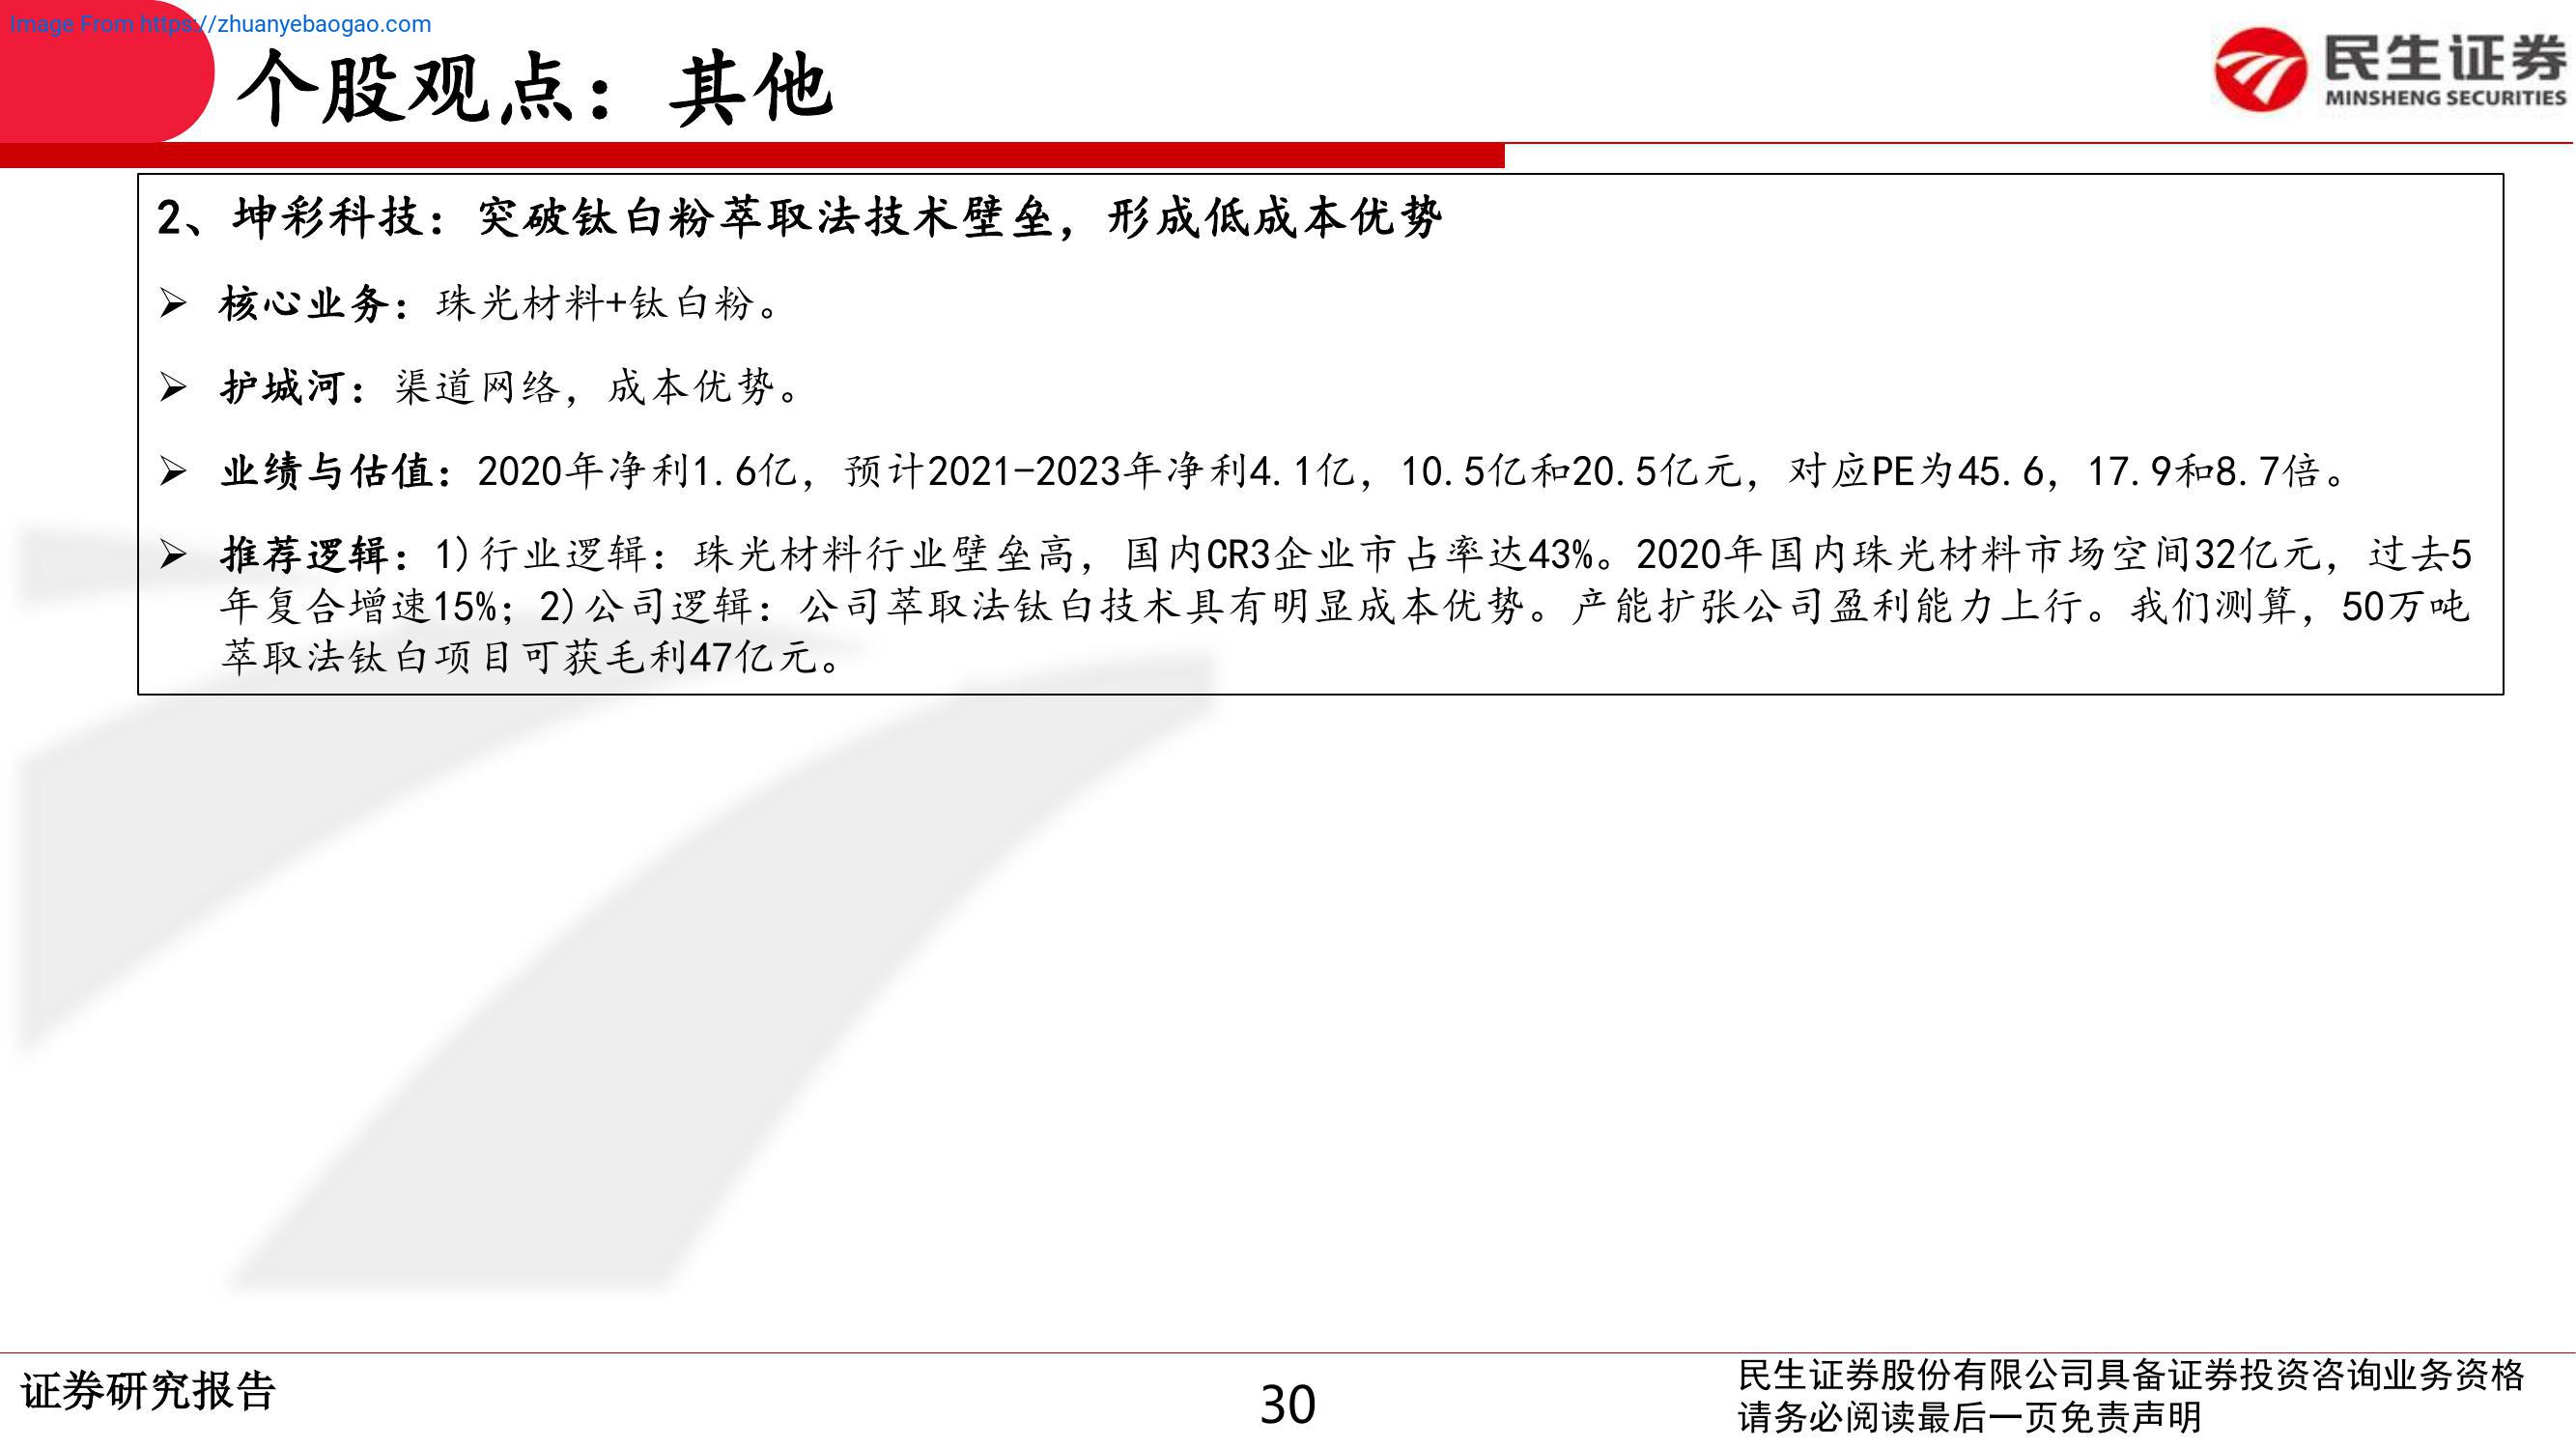 Image From https://zhuanyebaogao.com
个股观点：其他
民生证券
MINSHENG SECURITIES
2、坤彩科技：突破钛白粉萃取法技术壁垒，形成低成本优势
➢ 核心业务：珠光材料+钛白粉。
➢ 护城河：渠道网络，成本优势。
➢ 业绩与估值：2020年净利1.6亿，预计2021-2023年净利4.1亿，10.5亿和20.5亿元，对应PE为45.6，17.9和8.7倍。
➢ 推荐逻辑：1)行业逻辑：珠光材料行业壁垒高，国内CR3企业市占率达43%。2020年国内珠光材料市场空间32亿元，过去5
年复合增速15%；2)公司逻辑：公司萃取法钛白技术具有明显成本优势。产能扩张公司盈利能力上行。我们测算，50万吨
萃取法钛白项目可获毛利47亿元。
证券研究报告
30
民生证券股份有限公司具备证券投资咨询业务资格
请务必阅读最后一页免责声明